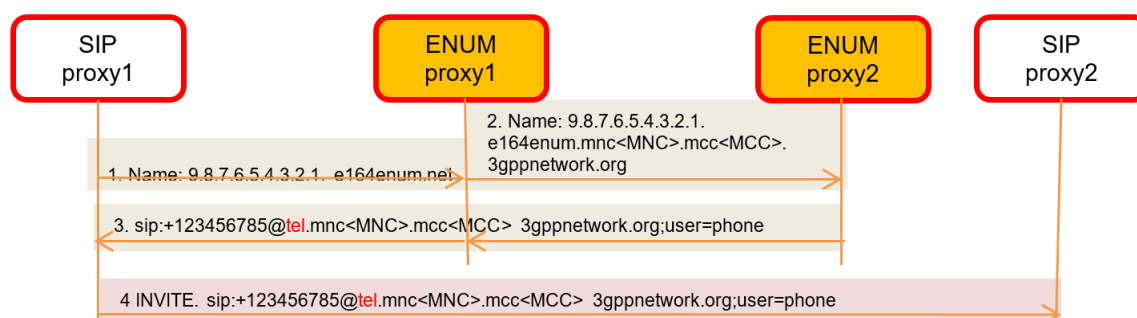 SIP
proxy1
ENUM
proxy1
ENUM
proxy2
SIP
proxy2
2. Name: 9.8.7.6.5.4.3.2.1.
e164enum.mnc<MNC>.mcc<MCC>.
3gppnetwork.org
1. Name: 9.8.7.6.5.4.3.2.1. e164enum.net
3. sip:+123456785@tel.mnc<MNC>.mcc<MCC> 3gppnetwork.org;user=phone
4 INVITE. sip:+123456785@tel.mnc<MNC>.mcc<MCC> 3gppnetwork.org;user=phone